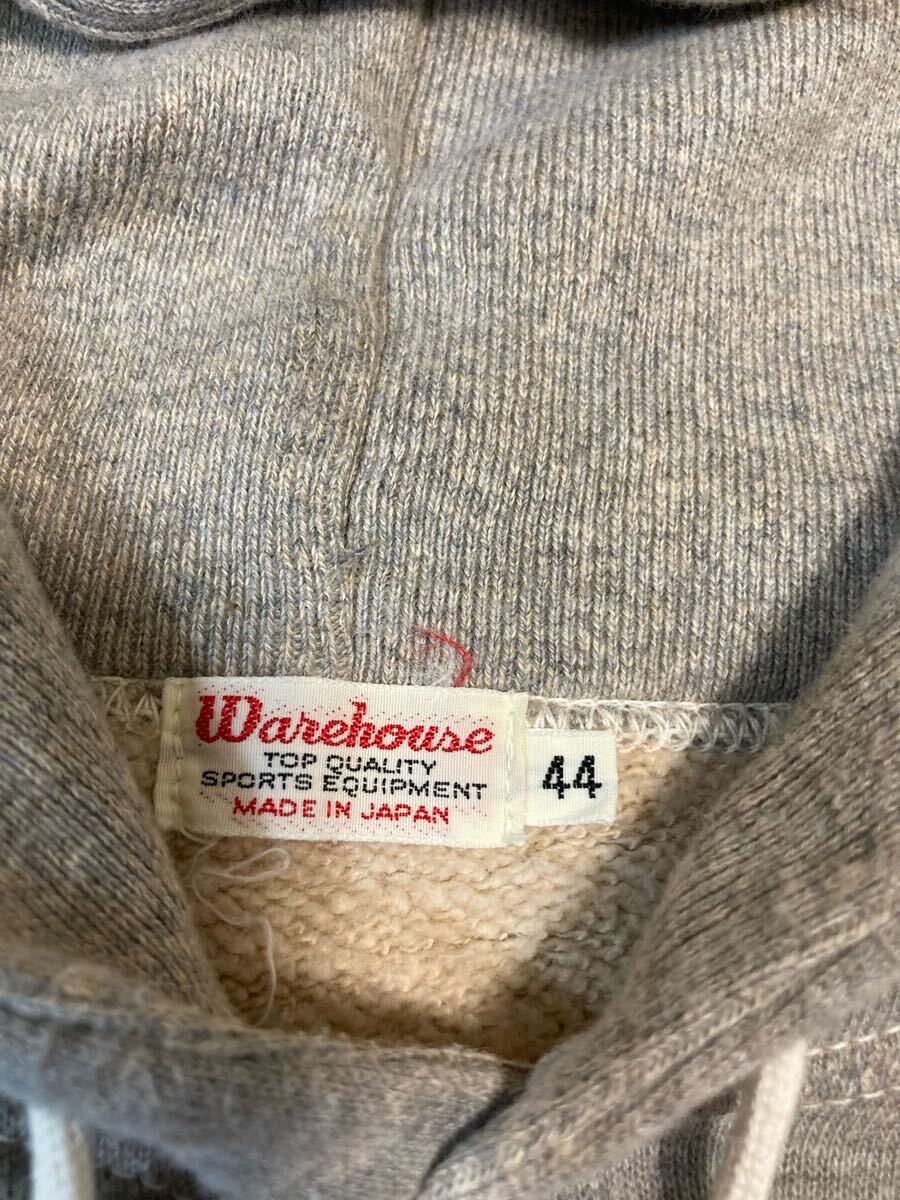 Warehouse
TOP QUALITY
SPORTS EQUIPMENT
MADE IN JAPAN
44